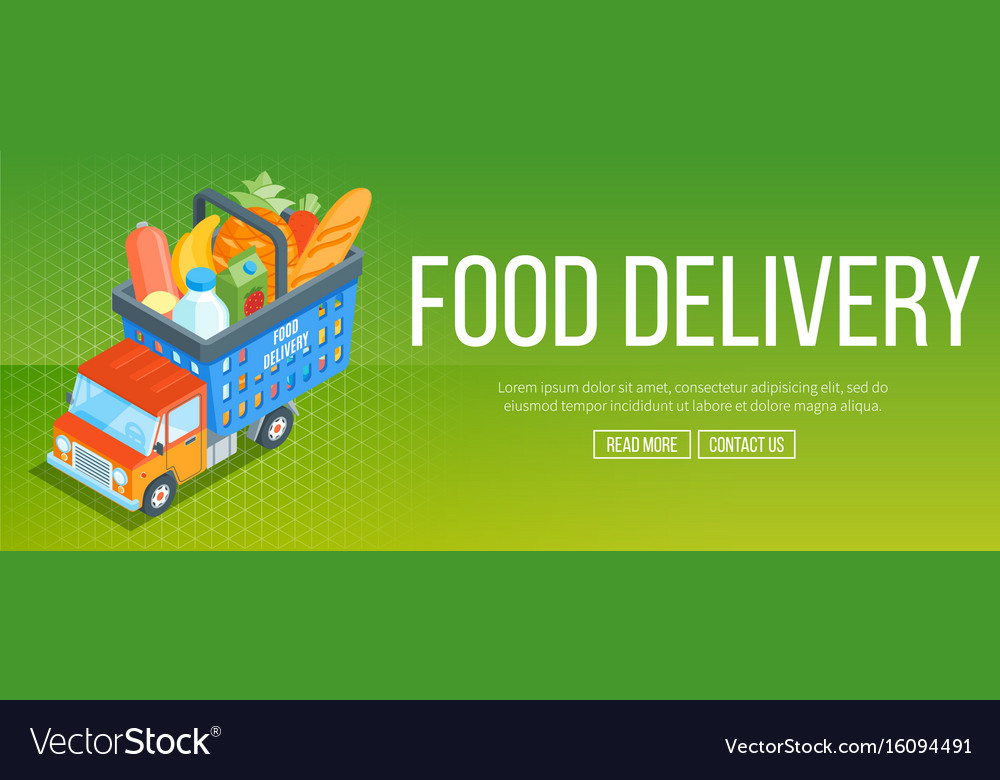 FOOD
DELIVERY
FOOD DELIVERY
Lorem ipsum dolor sit amet, consectetur adipisicing elit, sed do
eiusmod tempor incididunt ut labore et dolore magna aliqua.
READ MORE CONTACT US
VectorStock®
VectorStock.com/16094491